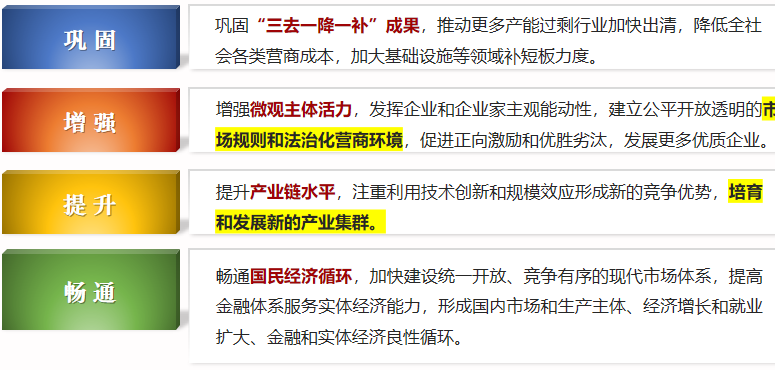 巩固
巩固“三去一降一补”成果，推动更多产能过剩行业加快出清，降低全社
会各类营商成本，加大基础设施等领域补短板力度。
增强
增强微观主体活力，发挥企业和企业家主观能动性，建立公平开放透明的市
场规则和法治化营商环境，促进正向激励和优胜劣汰，发展更多优质企业。
提升
提升产业链水平，注重利用技术创新和规模效应形成新的竞争优势，培育
和发展新的产业集群。
畅通
畅通国民经济循环，加快建设统一开放、竞争有序的现代市场体系，提高
金融体系服务实体经济能力，形成国内市场和生产主体、经济增长和就业
扩大、金融和实体经济良性循环。